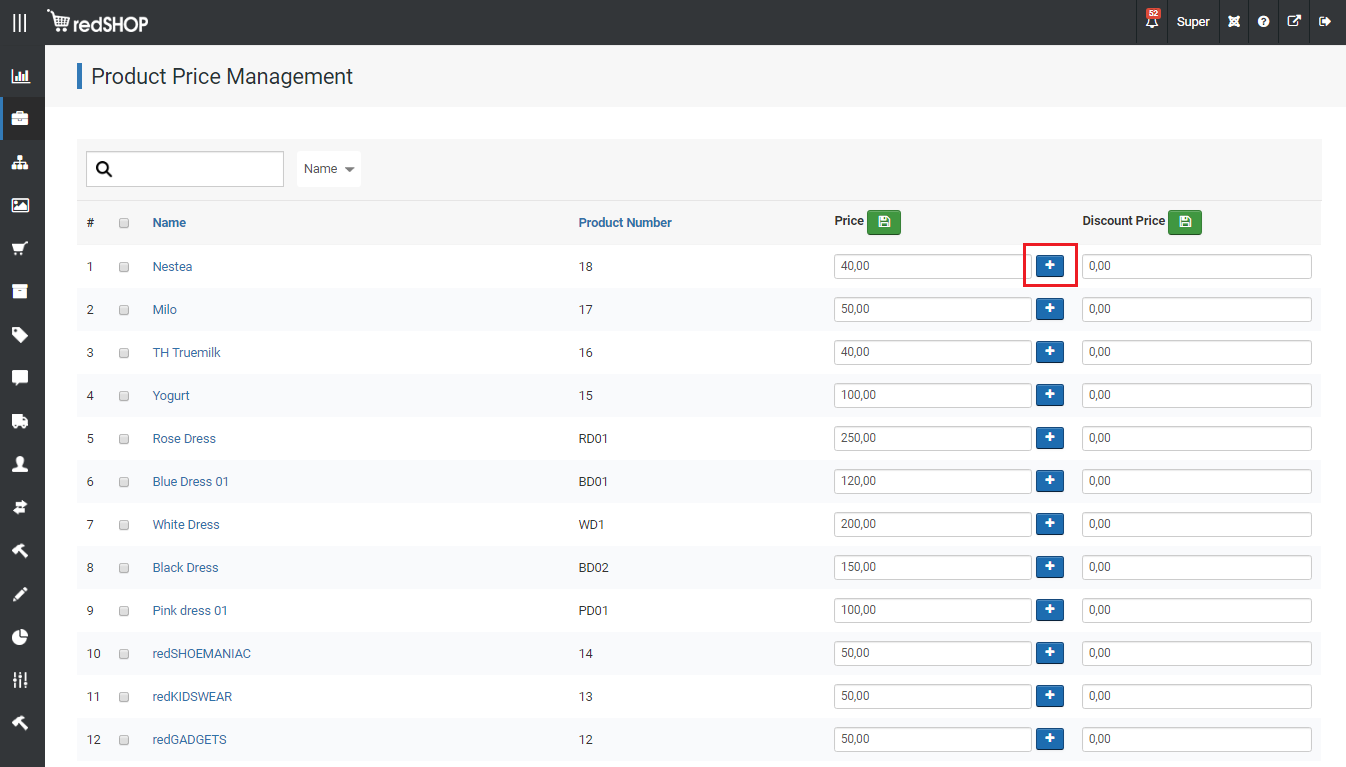 redSHOP
52
Super
Product Price Management
Name
# Name Product Number Price Discount Price
1 Nestea 18 40,00 0,00
2 Milo 17 50,00 0,00
3 TH Truemilk 16 40,00 0,00
4 Yogurt 15 100,00 0,00
5 Rose Dress RD01 250,00 0,00
6 Blue Dress 01 BD01 120,00 0,00
7 White Dress WD1 200,00 0,00
8 Black Dress BD02 150,00 0,00
9 Pink dress 01 PD01 100,00 0,00
10 redSHOEMANIAC 14 50,00 0,00
11 redKIDSWEAR 13 50,00 0,00
12 redGADGETS 12 50,00 0,00